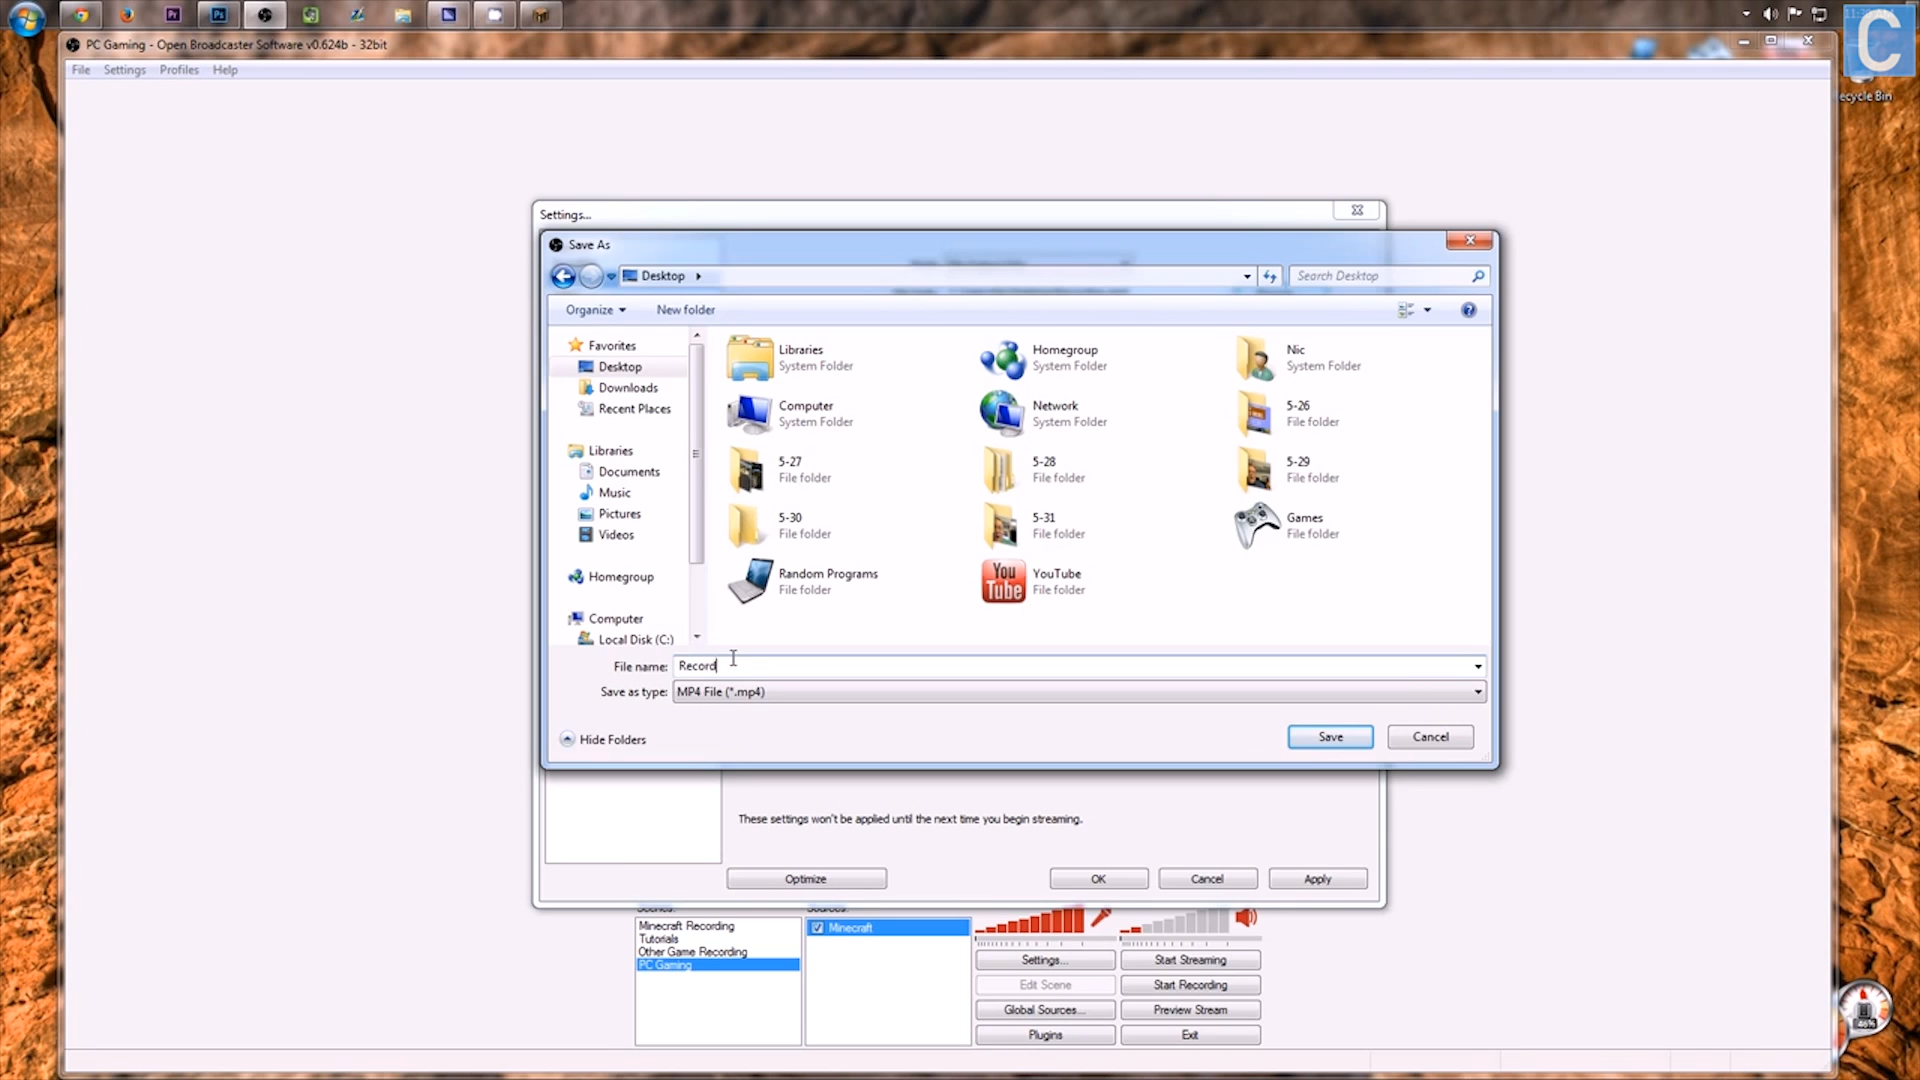 PC Gaming - Open Broadcaster Software v0.624b - 32bit
File Settings Profiles Help
C
ecycle Bin
Settings...
Save As
Desktop
Search Desktop
Organize New folder
Favorites
Desktop
Downloads
Recent Places
Libraries
Documents
Music
Pictures
Videos
Homegroup
Computer
Local Disk (C:)
Libraries
System Folder
Homegroup
System Folder
Nic
System Folder
Computer
System Folder
Network
System Folder
5-26
File folder
5-27
File folder
5-28
File folder
5-29
File folder
5-30
File folder
5-31
File folder
Games
File folder
Random Programs
File folder
You Tube
YouTube
File folder
File name: Record
Save as type: MP4 File (*.mp4)
Hide Folders
Save Cancel
These settings won't be applied until the next time you begin streaming.
Optimize OK Cancel Apply
Scenes: Sources:
Minecraft Recording
Tutorials
Other Game Recording
PC Gaming
Minecraft
Settings... Start Streaming
Edit Scene Start Recording
Global Sources... Preview Stream
Plugins Exit
46%